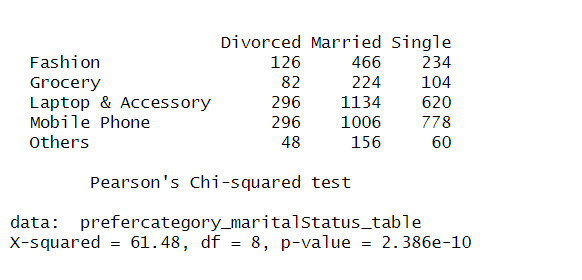 Divorced Married Single
Fashion 126 466 234
Grocery 82 224 104
Laptop & Accessory 296 1134 620
Mobile Phone 296 1006 778
Others 48 156 60
Pearson's Chi-squared test
data: prefercategory_maritalStatus_table
X-squared = 61.48, df = 8, p-value = 2.386e-10